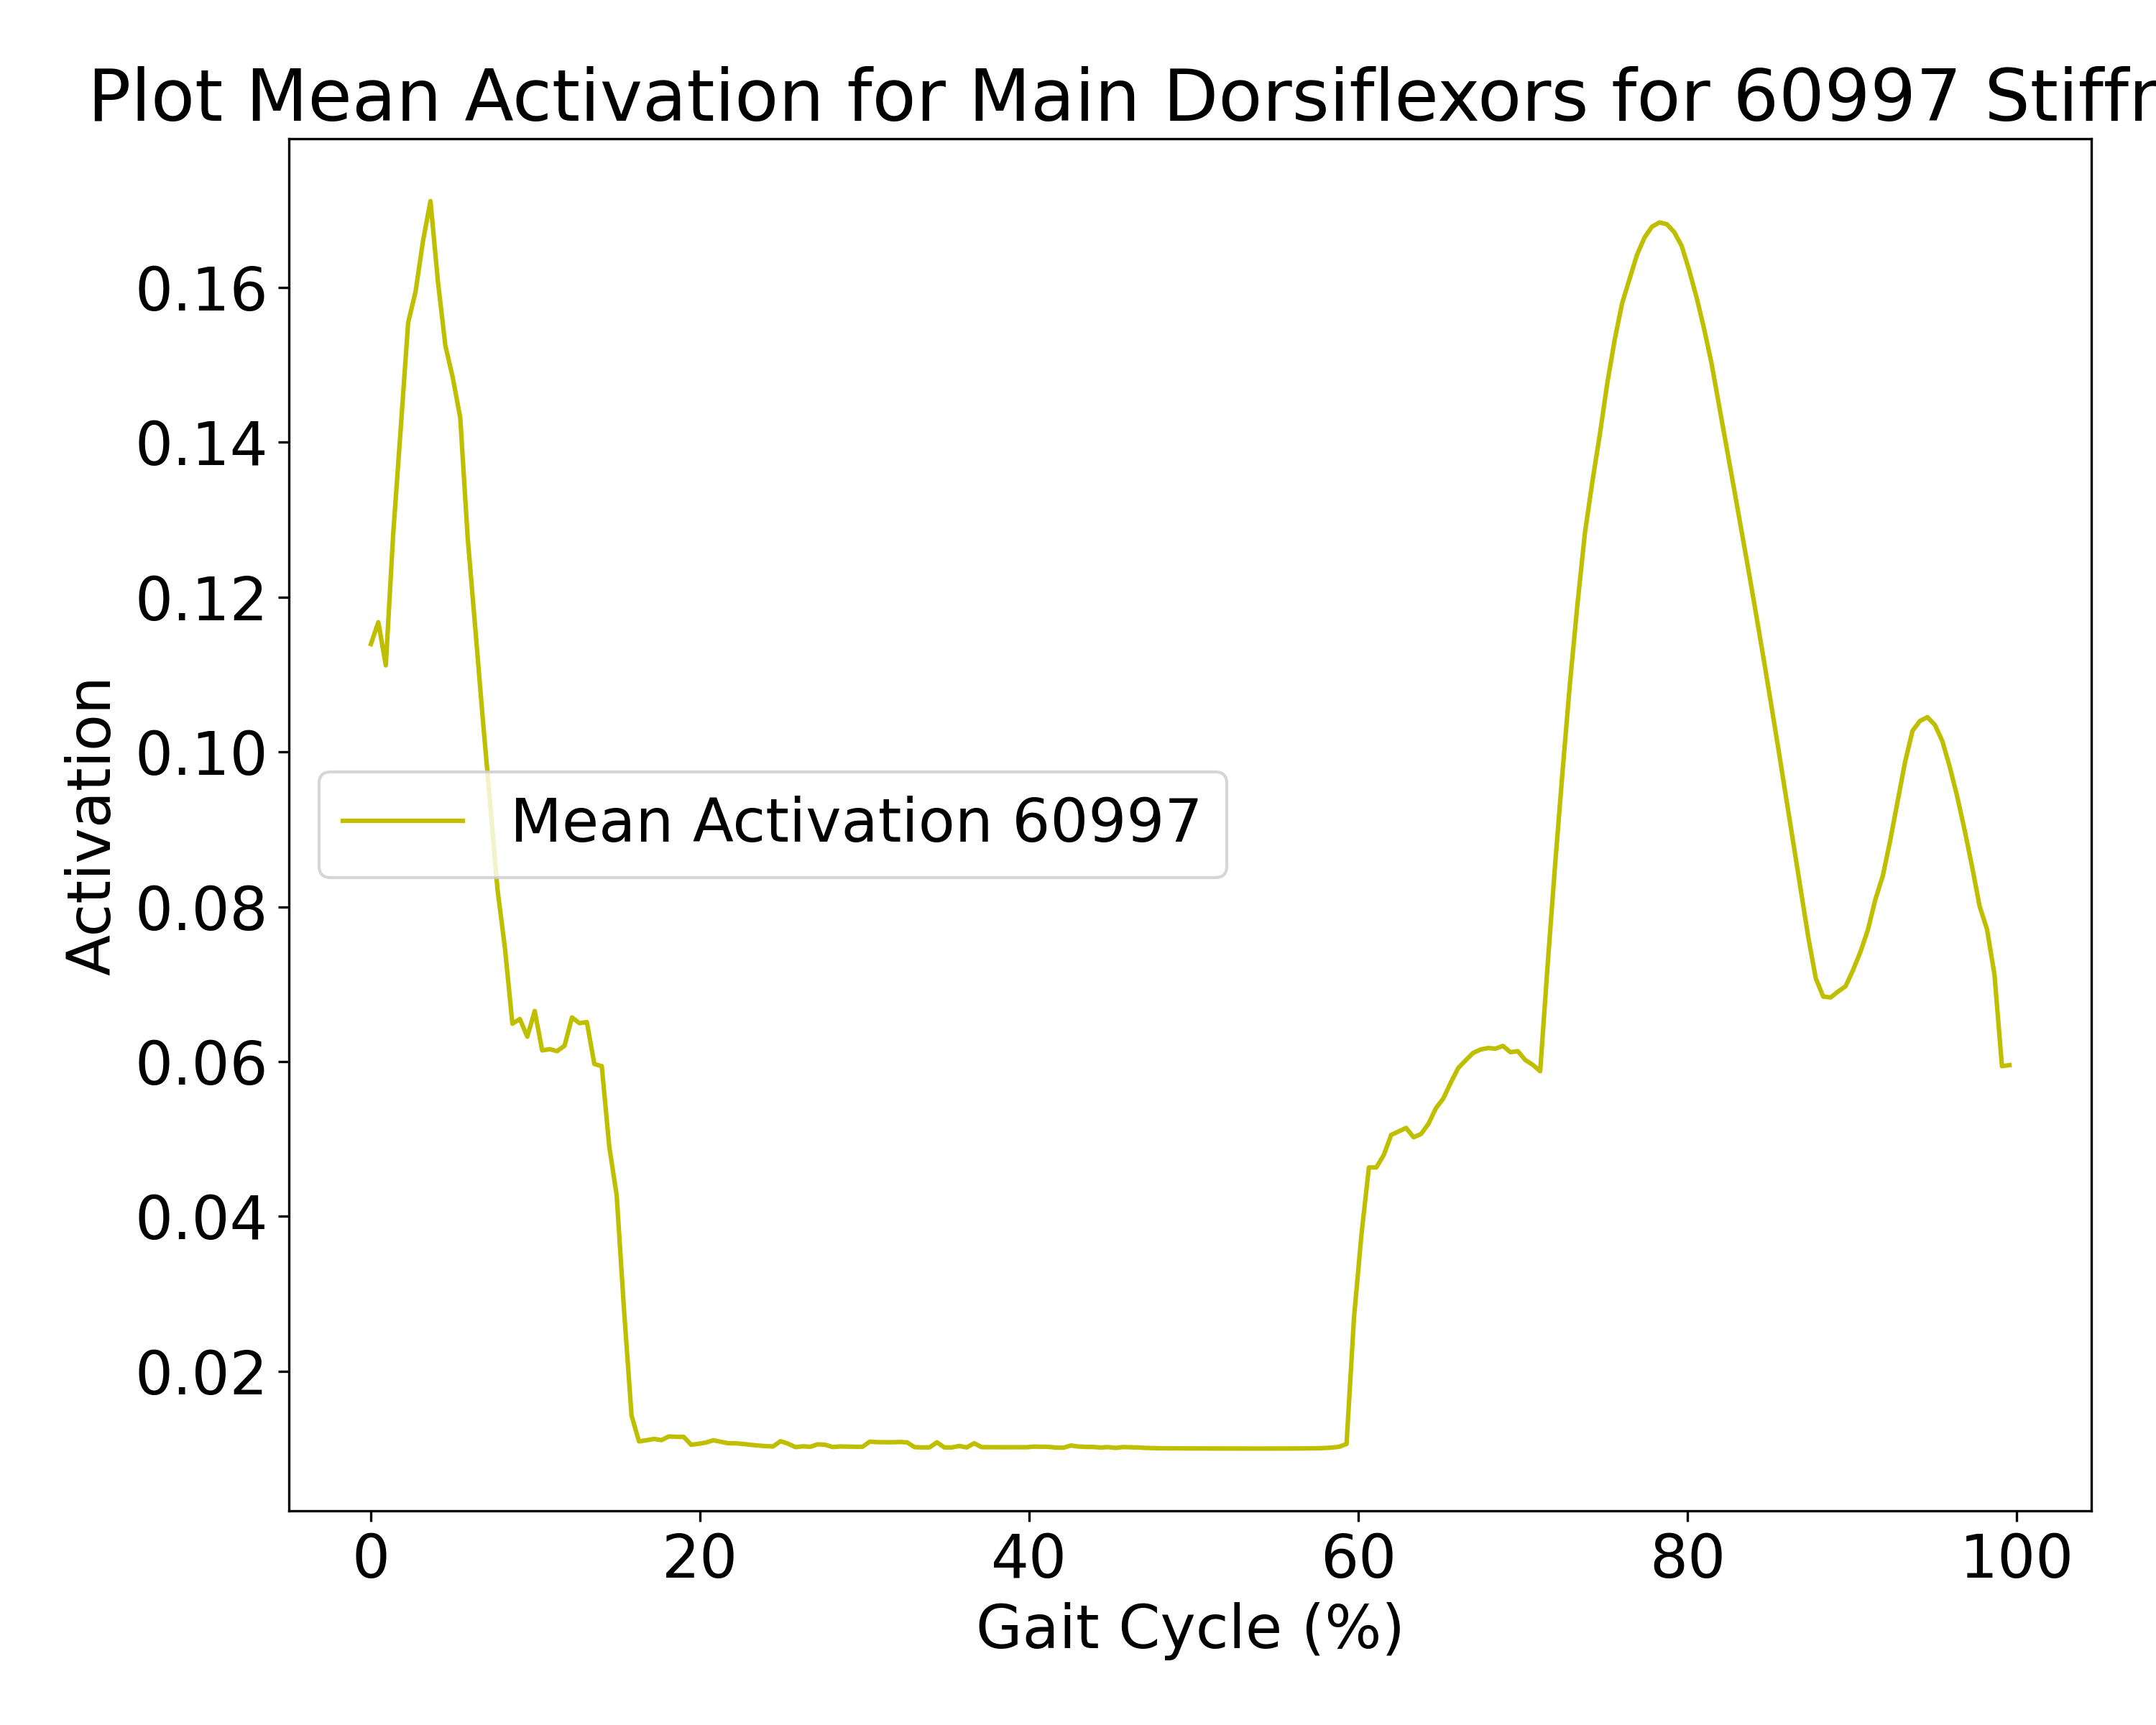 Plot Mean Activation for Main Dorsiflexors for 60997
0.16
0.14
0.12
0.10
0.08
0.06
0.04
0.02
Activation
Mean Activation 60997
0 20 40 60 80 100
Gait Cycle (%)